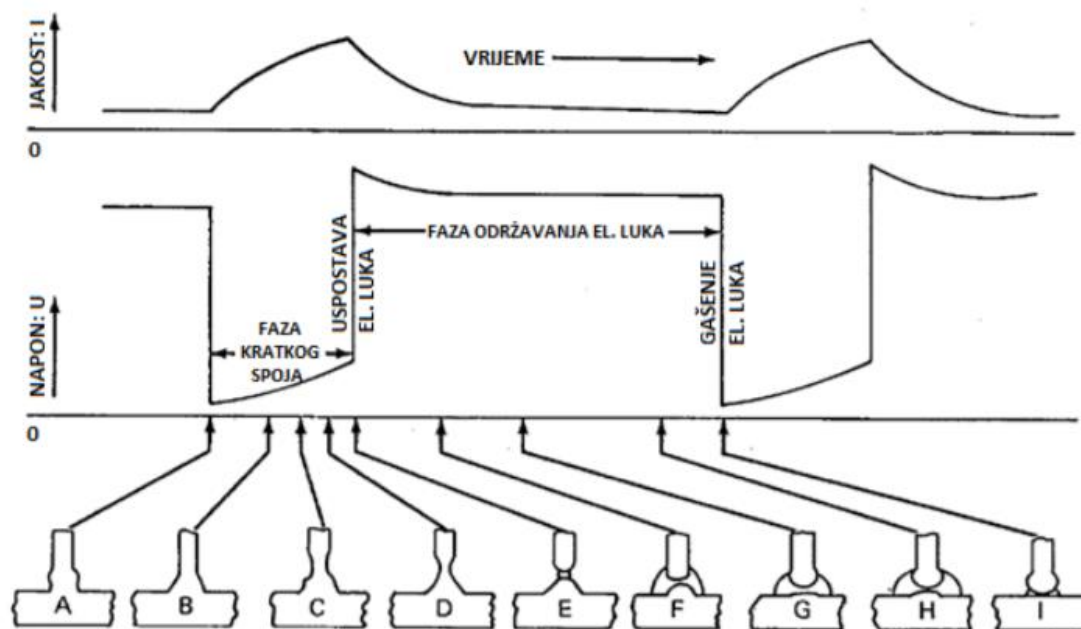 JAKOST: I
VRIJEME
0
NAPON: U
FAZA
KRATKOG
SPOJA
USPOSTAVA
EL. LUKA
FAZA ODRŽAVANJA EL. LUKA
GAŠENJE
EL. LUKA
0
A B C D E F G H I